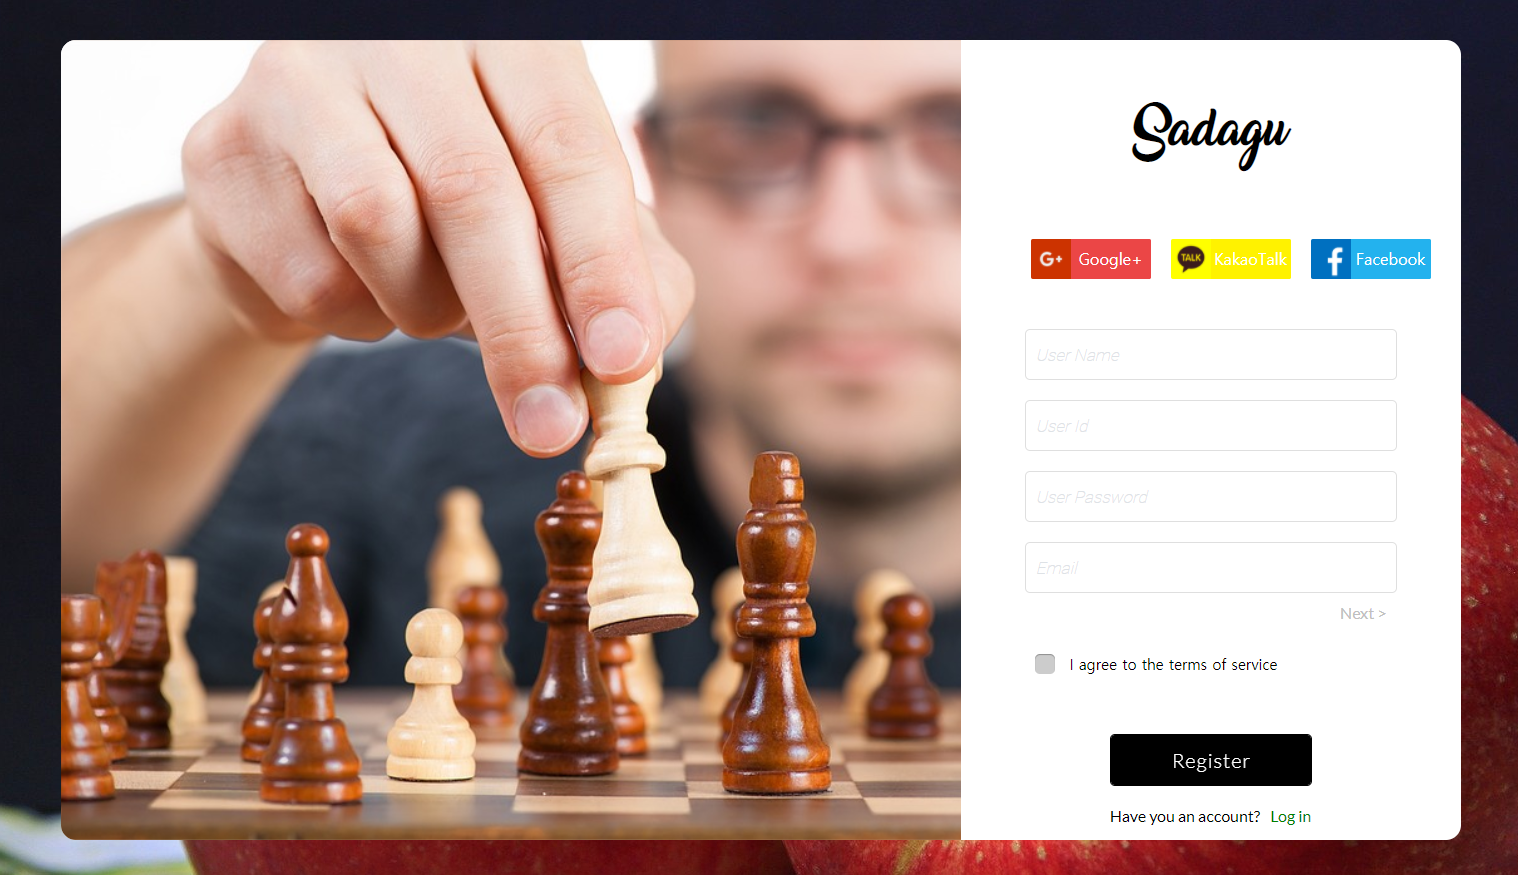 Sadagu
G+ Google+
TALK KakaoTalk
f Facebook
User Name
User Id
User Password
Email
Next >
I agree to the terms of service
Register
Have you an account? Log in